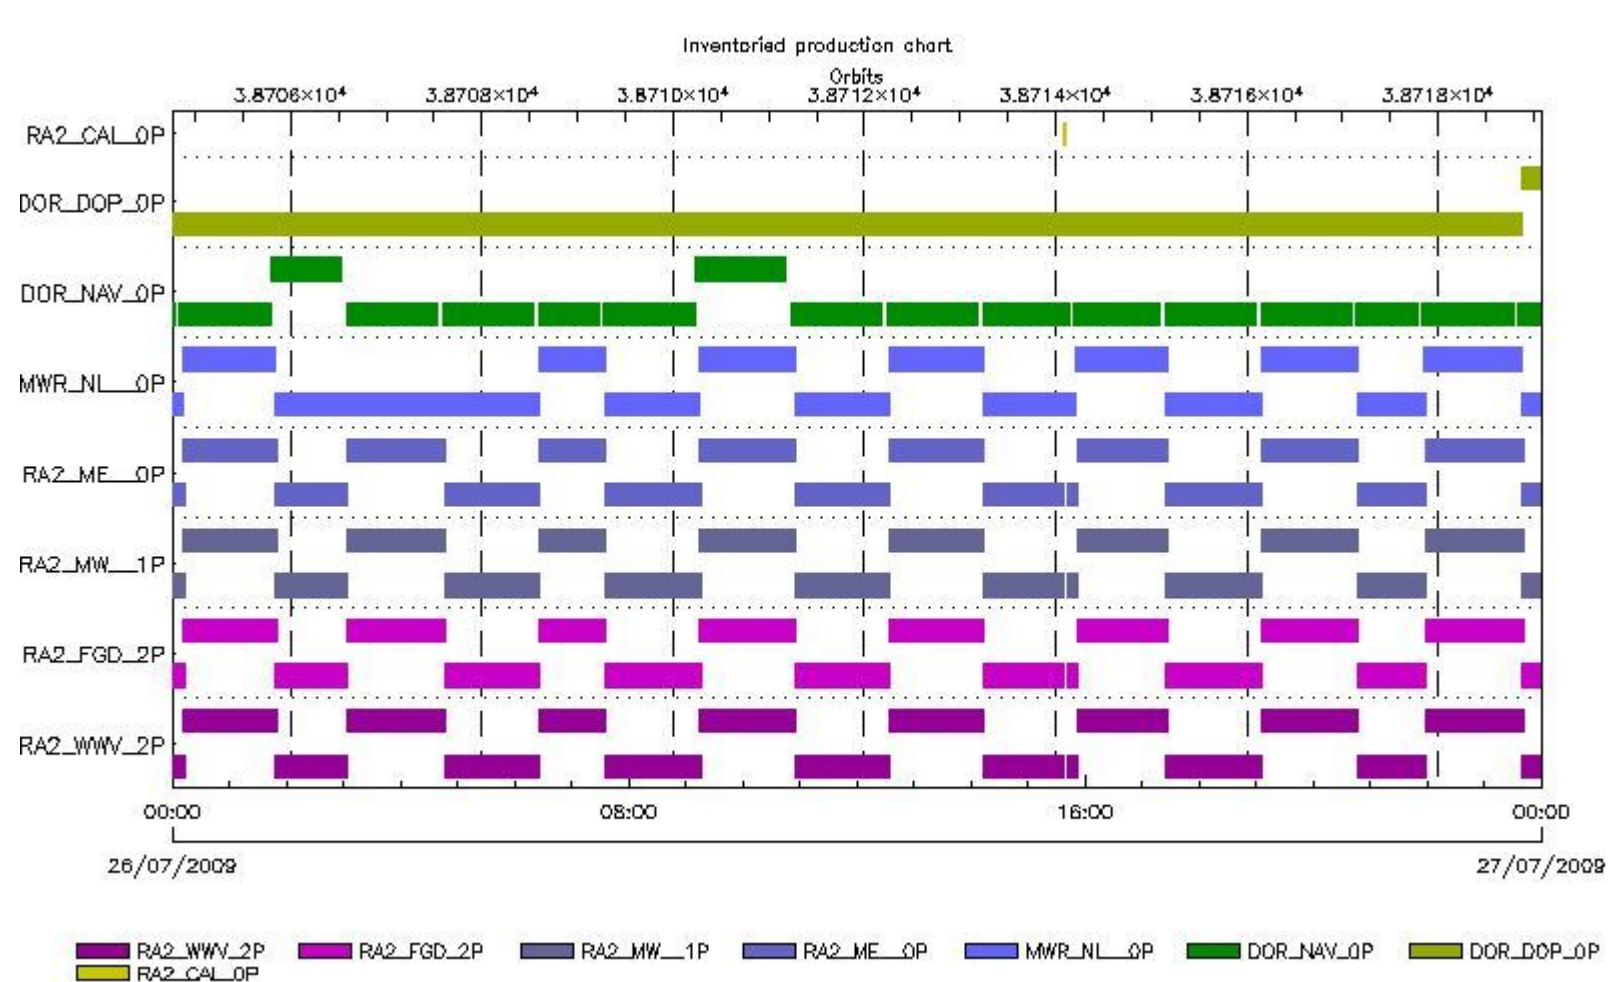 Inventoried production chart
Orbits
3.8706×10⁴ 3.8708×10⁴ 3.8710×10⁴ 3.8712×10⁴ 3.8714×10⁴ 3.8716×10⁴ 3.8718×10⁴
RA2_CAL_0P
DOR_DOP_0P
DOR_NAV_0P
MWR_NL__0P
RA2_ME__0P
RA2_MW__1P
RA2_FGD_2P
RA2_WWV_2P
00:00 08:00 16:00 00:00
26/07/2009 27/07/2009
RA2_WWV_2P RA2_FGD_2P RA2_MW__1P RA2_ME__0P MWR_NL__0P DOR_NAV_0P DOR_DOP_0P
RA2_CAL_0P